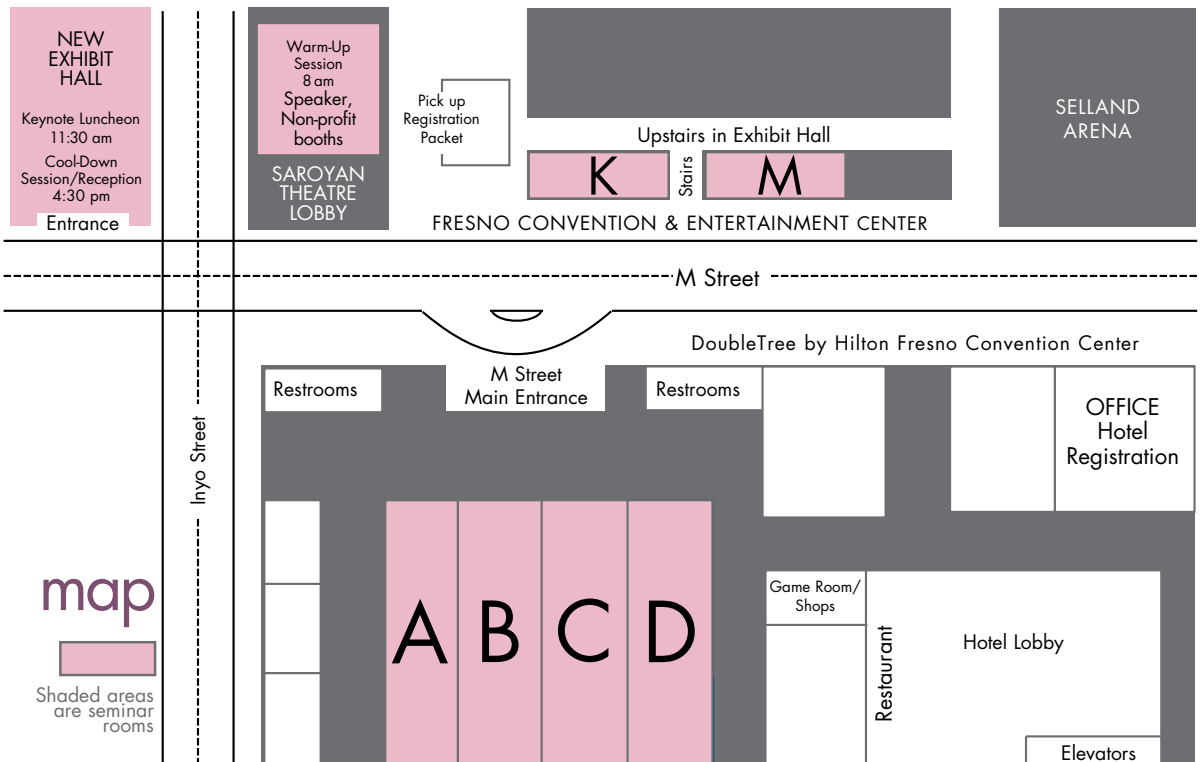 NEW
EXHIBIT
HALL
Keynote Luncheon
11:30 am
Cool-Down
Session/Reception
4:30 pm
Entrance
Warm-Up
Session
8 am
Speaker,
Non-profit
booths
SAROYAN
THEATRE
LOBBY
Pick up
Registration
Packet
Upstairs in Exhibit Hall
K
Stairs
M
SELLAND
ARENA
FRESNO CONVENTION & ENTERTAINMENT CENTER
M Street
DoubleTree by Hilton Fresno Convention Center
Inyo Street
Restrooms
M Street
Main Entrance
Restrooms
OFFICE
Hotel
Registration
A
B
C
D
Game Room/
Shops
Restaurant
Hotel Lobby
Elevators
map
Shaded areas
are seminar
rooms